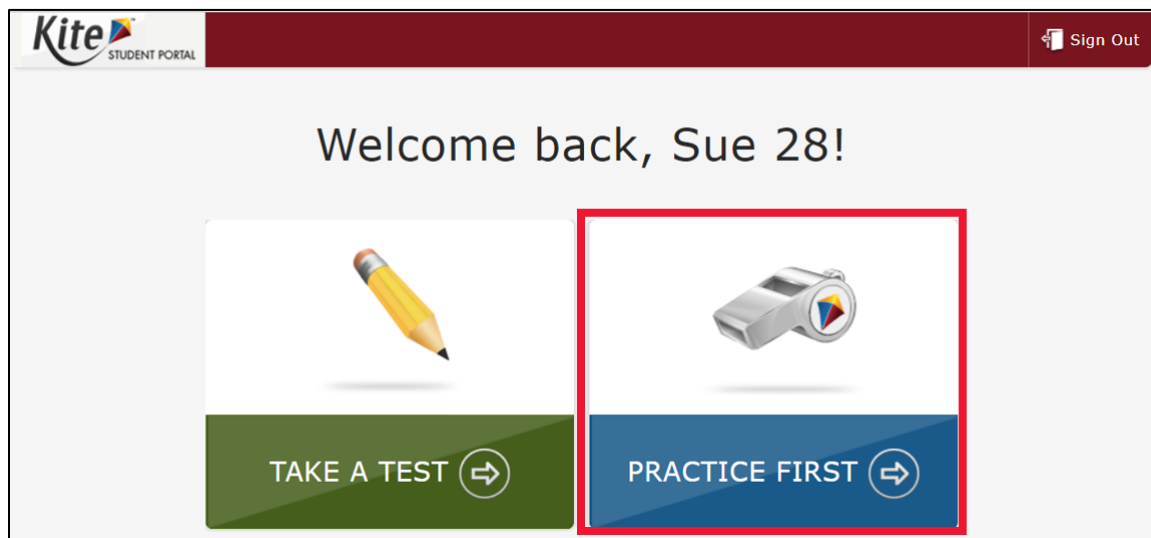 Kite
STUDENT PORTAL
Sign Out
Welcome back, Sue 28!
TAKE A TEST
PRACTICE FIRST